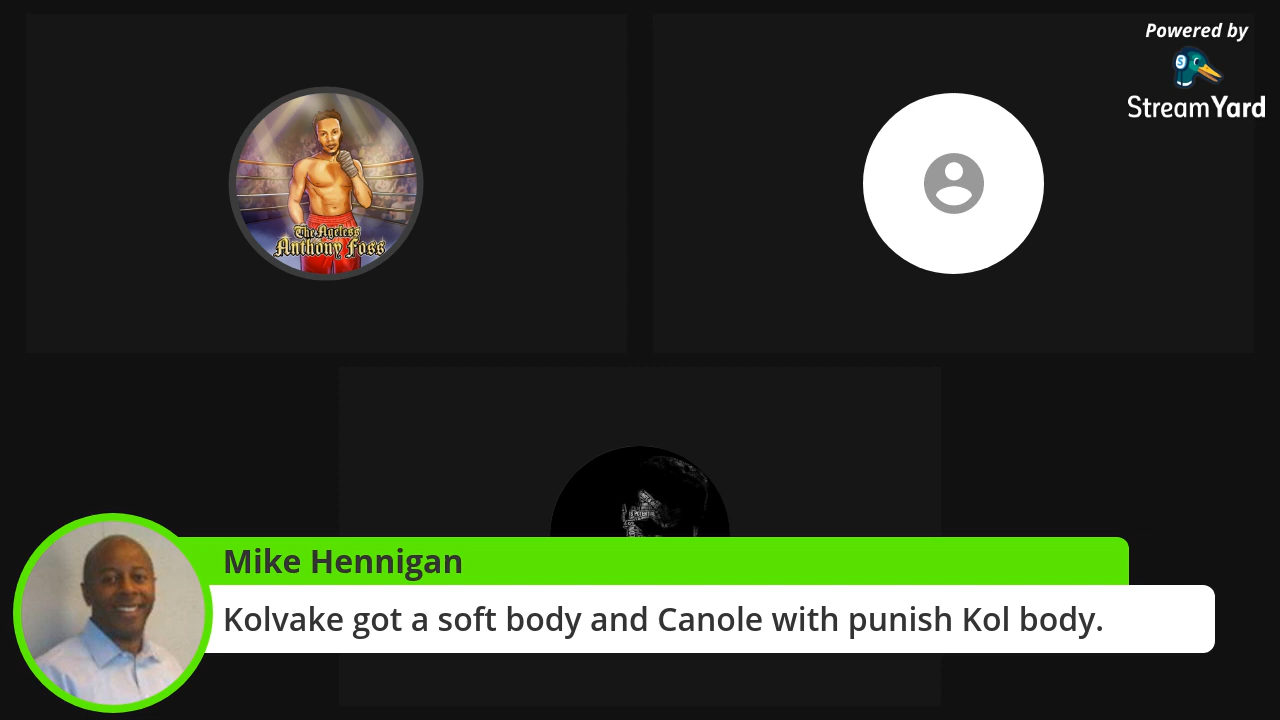 Powered by
StreamYard
The Ageless
Anthony Foss
Mike Hennigan
Kolvake got a soft body and Canole with punish Kol body.